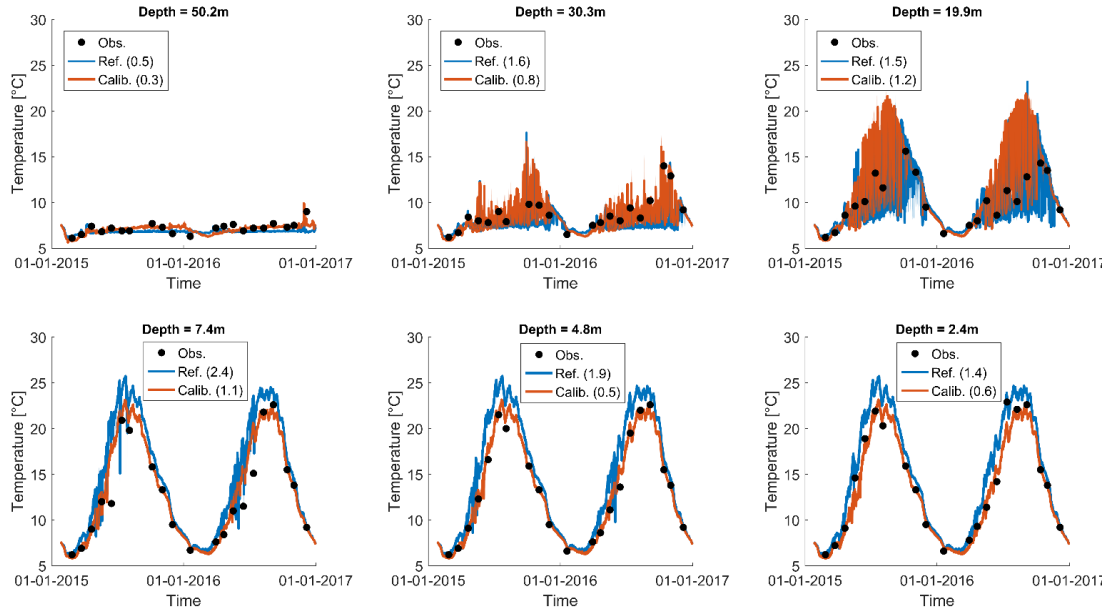 Depth = 50.2m
30
25
20
15
10
5
Temperature [°C]
Obs.
Ref. (0.5)
Calib. (0.3)
01-01-2015
01-01-2016
01-01-2017
Time
Depth = 30.3m
30
25
20
15
10
5
Temperature [°C]
Obs.
Ref. (1.6)
Calib. (0.8)
01-01-2015
01-01-2016
01-01-2017
Time
Depth = 19.9m
30
25
20
15
10
5
Temperature [°C]
Obs.
Ref. (1.5)
Calib. (1.2)
01-01-2015
01-01-2016
01-01-2017
Time
Depth = 7.4m
30
25
20
15
10
5
Temperature [°C]
Obs.
Ref. (2.4)
Calib. (1.1)
01-01-2015
01-01-2016
01-01-2017
Time
Depth = 4.8m
30
25
20
15
10
5
Temperature [°C]
Obs.
Ref. (1.9)
Calib. (0.5)
01-01-2015
01-01-2016
01-01-2017
Time
Depth = 2.4m
30
25
20
15
10
5
Temperature [°C]
Obs.
Ref. (1.4)
Calib. (0.6)
01-01-2015
01-01-2016
01-01-2017
Time